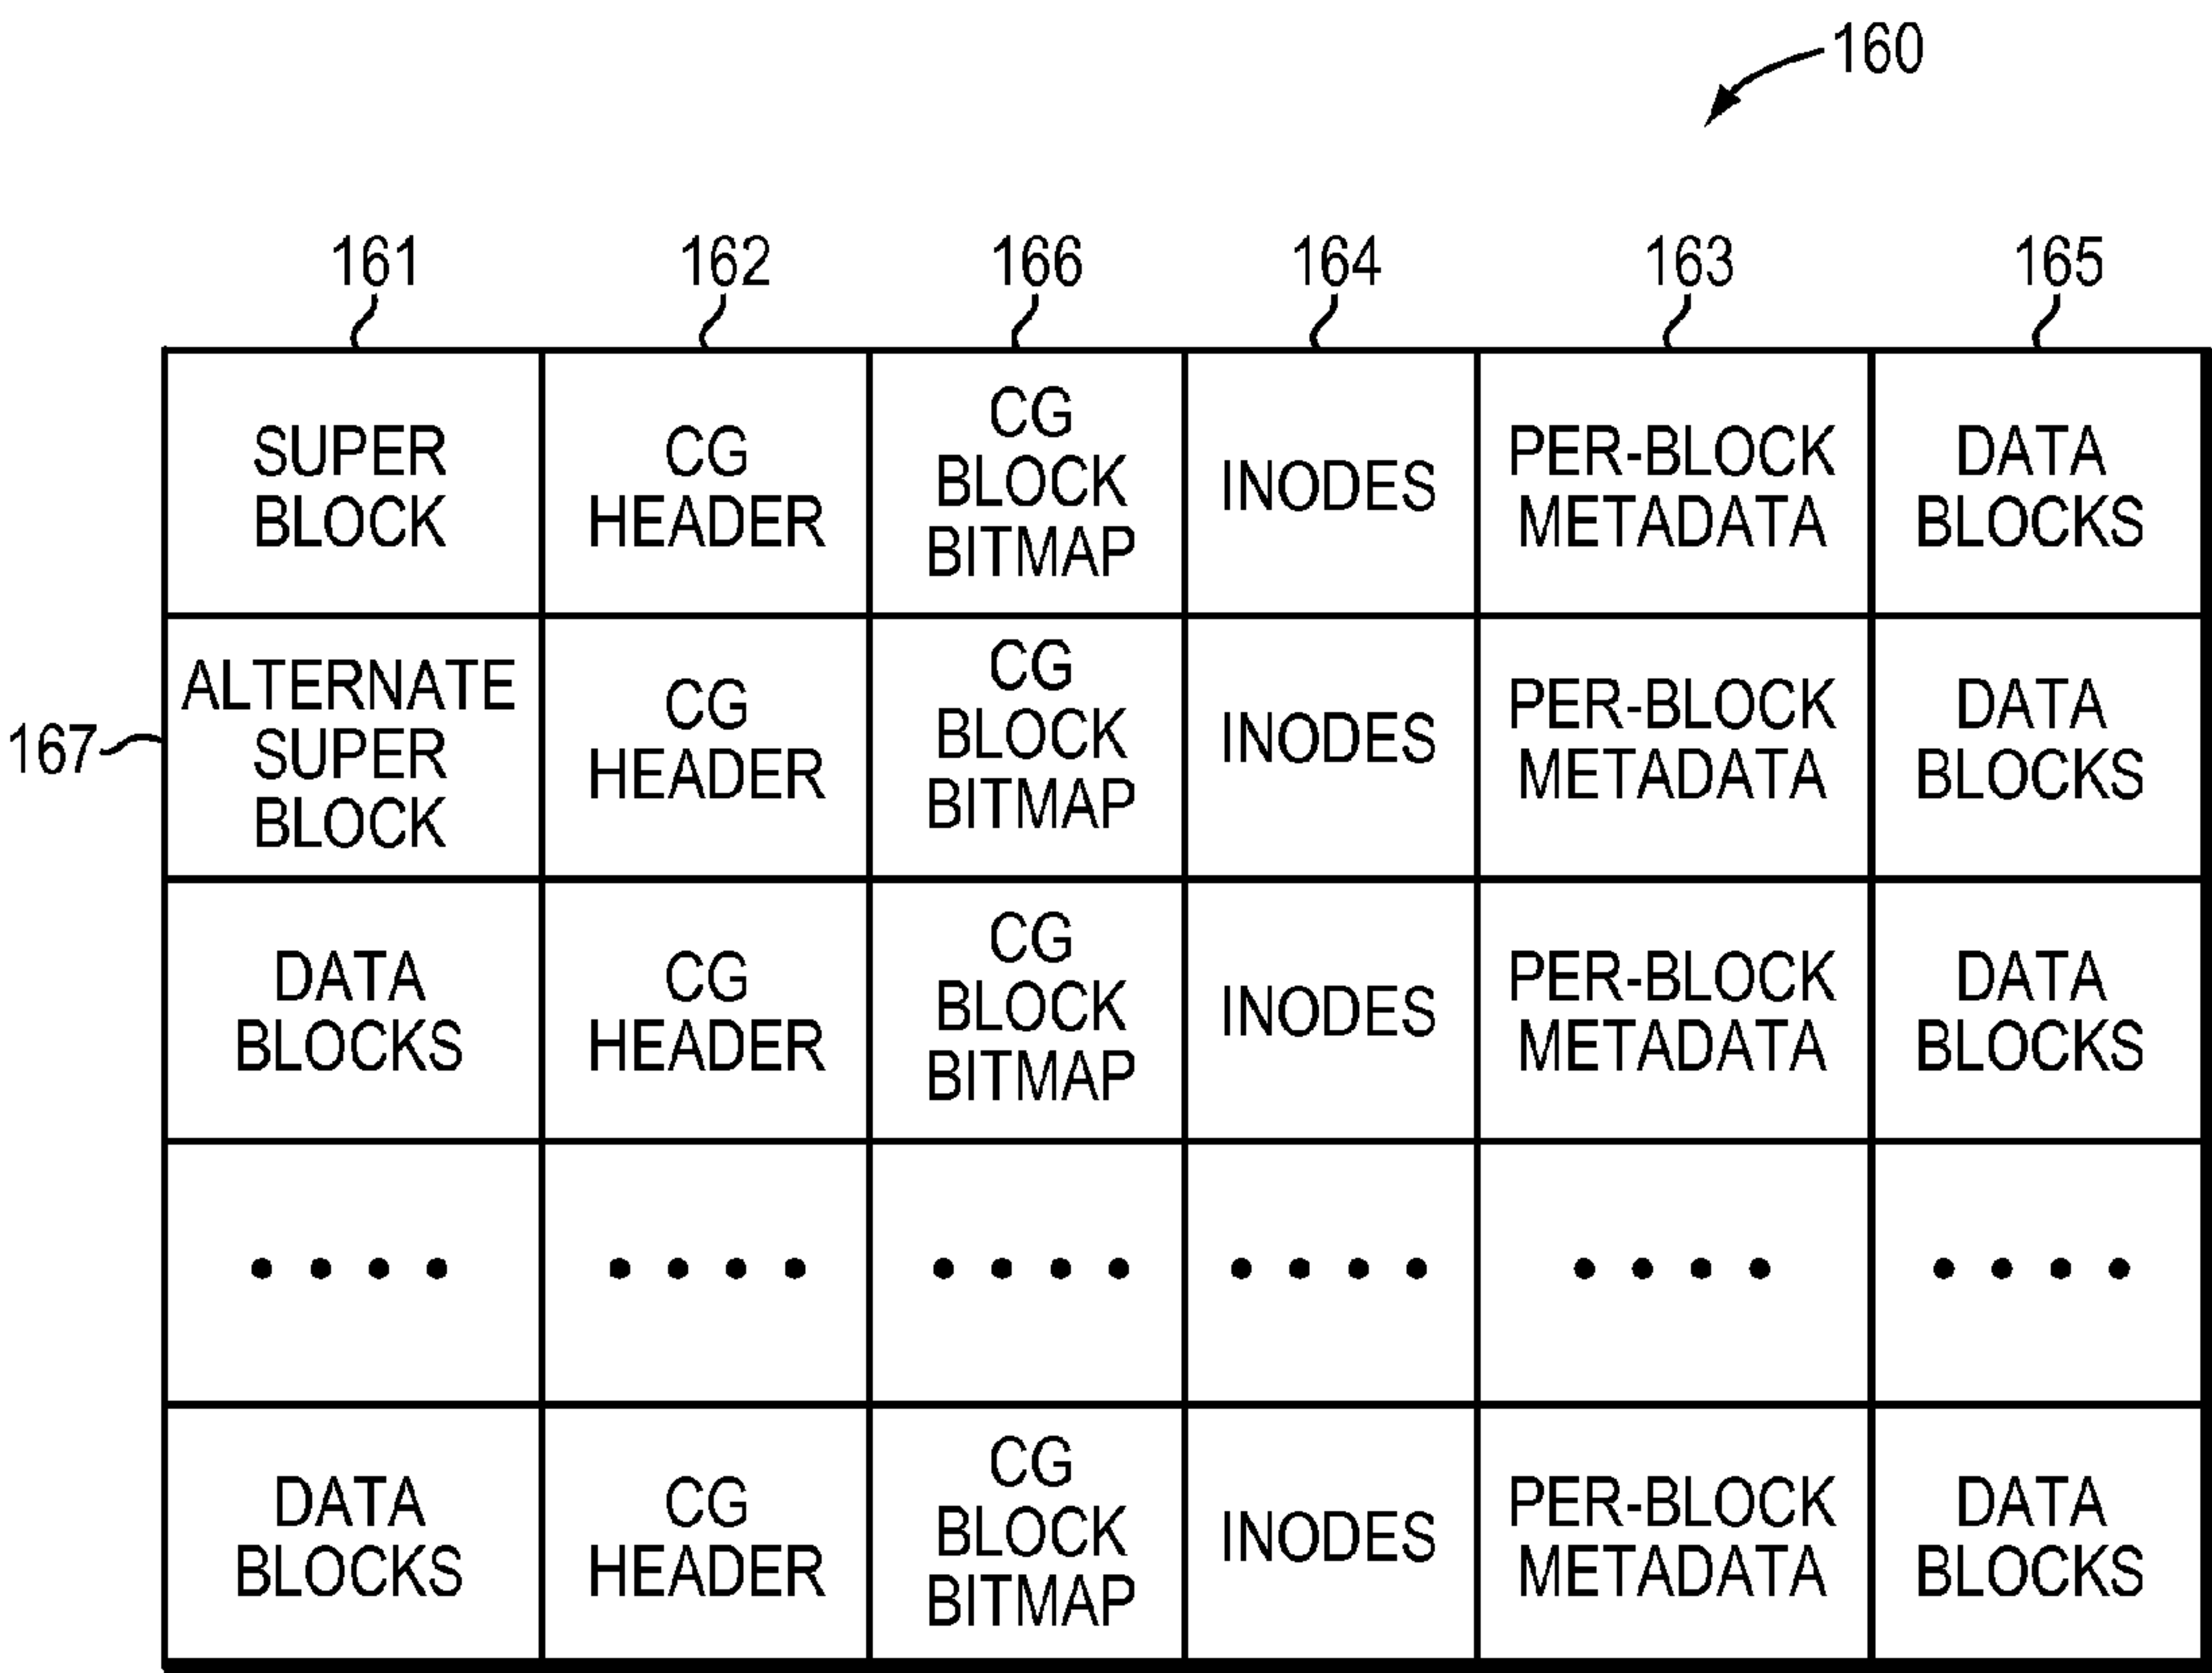 160
161 162 166 164 163 165
SUPER
BLOCK
CG
HEADER
CG
BLOCK
BITMAP
INODES
PER-BLOCK
METADATA
DATA
BLOCKS
167
ALTERNATE
SUPER
BLOCK
CG
HEADER
CG
BLOCK
BITMAP
INODES
PER-BLOCK
METADATA
DATA
BLOCKS
DATA
BLOCKS
CG
HEADER
CG
BLOCK
BITMAP
INODES
PER-BLOCK
METADATA
DATA
BLOCKS
• • • •
• • • •
• • • •
• • • •
• • • •
• • • •
DATA
BLOCKS
CG
HEADER
CG
BLOCK
BITMAP
INODES
PER-BLOCK
METADATA
DATA
BLOCKS